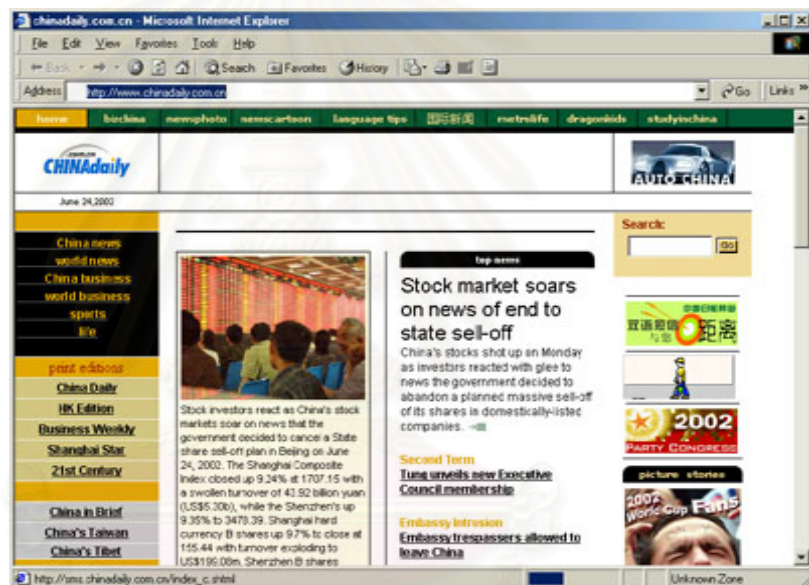 chinadaily.com.cn - Microsoft Internet Explorer
File Edit View Favorites Tools Help
Back Search Favorites History
Address http://www.chinadaily.com.cn Go Links »
home bizchina newsphoto newscartoon language tips 国际新闻 metrolife dragonkids studyinchina
CHINAdaily
AUTO CHINA
June 24,2002
China news
world news
China business
world business
sports
life
print editions
China Daily
HK Edition
Business Weekly
Shanghai Star
21st Century
China in Brief
China's Taiwan
China's Tibet
Stock investors react as China's stock
markets soar on news that the
government decided to cancel a State
share sell-off plan in Beijing on June
24, 2002. The Shanghai Composite
Index closed up 9.24% at 1707.15 with
a swollen turnover of 43.92 billion yuan
(US$5.30b), while the Shenzhen's up
9.35% to 3478.39. Shanghai hard
currency B shares up 9.7% to close at
155.44 with turnover exploding to
Shenzhen B shares
top news
Stock market soars
on news of end to
state sell-off
China's stocks shot up on Monday
as investors reacted with glee to
news the government decided to
abandon a planned massive sell-off
of its shares in domestically-listed
companies.
Second Term
Tung unveils new Executive
Council membership
Embassy Intrusion
Embassy trespassers allowed to
leave China
Search:
Go
双语短信
2002
PARTY CONGRESS
picture stories
2002
World Cup Fans
http://sms.chinadaily.com.cn/index_c.shtml Unknown Zone